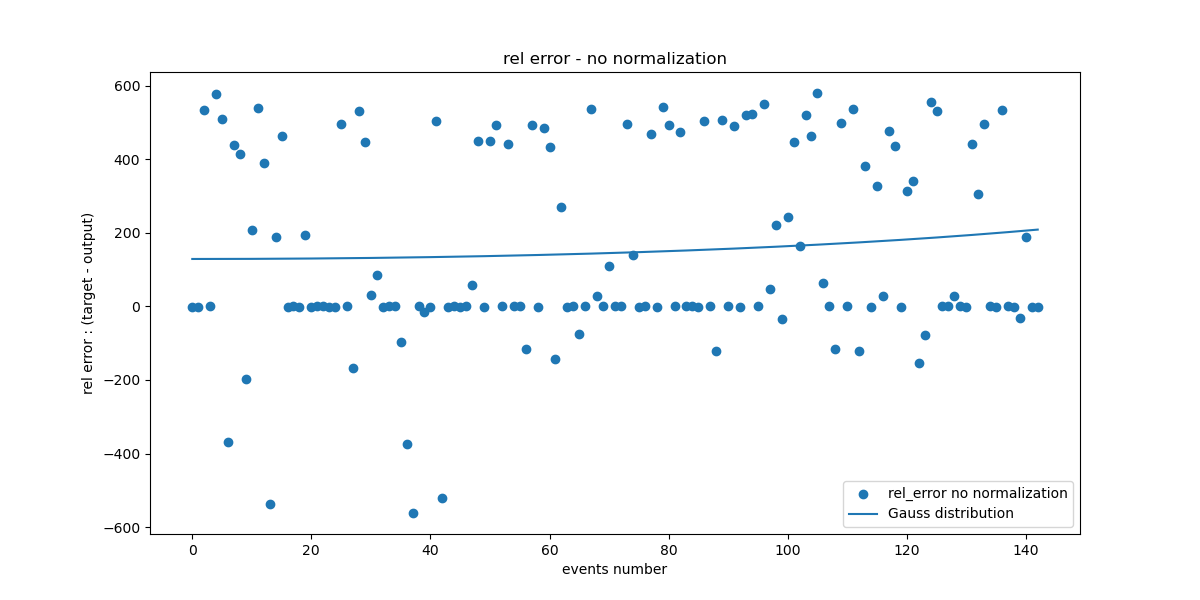 rel error - no normalization
rel error : (target - output)
600
400
200
0
−200
−400
−600
0 20 40 60 80 100 120 140
events number
rel_error no normalization
Gauss distribution